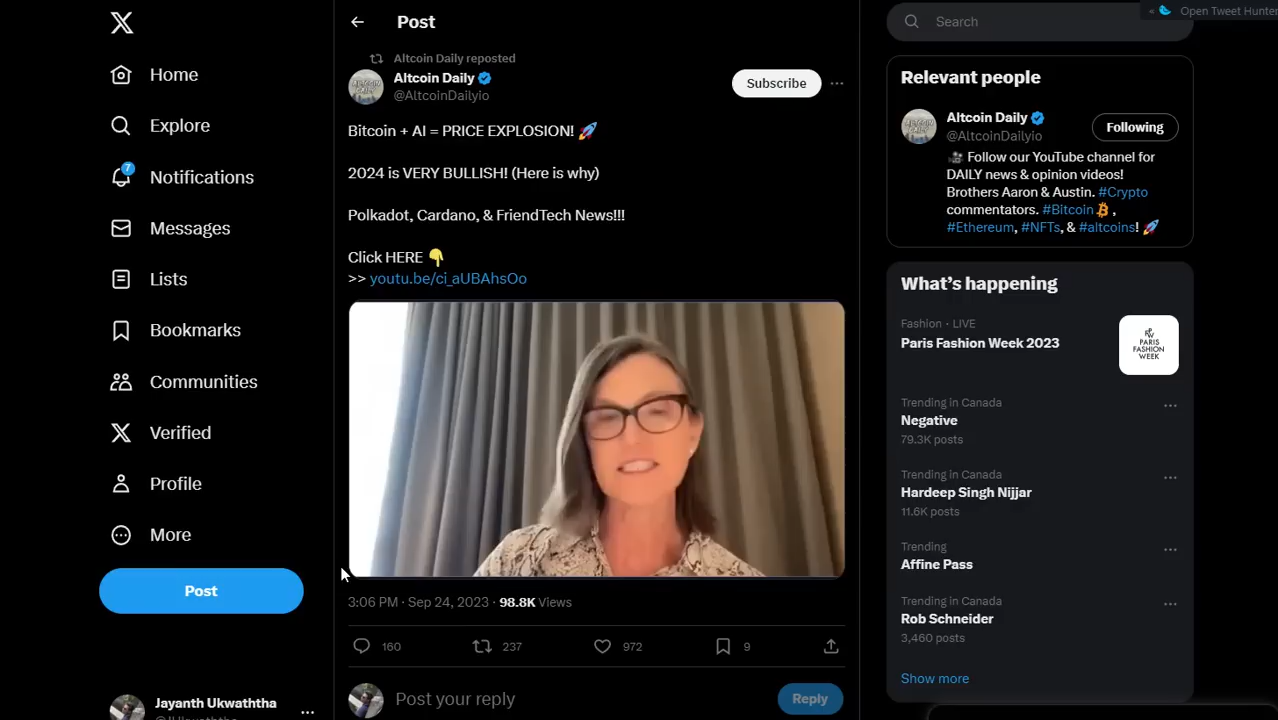 Home
Explore
7
Notifications
Messages
Lists
Bookmarks
Communities
Verified
Profile
More
Post
Jayanth Ukwaththa
Post
Altcoin Daily reposted
Altcoin Daily
@AltcoinDailyio
Subscribe
Bitcoin + AI = PRICE EXPLOSION! 🚀
2024 is VERY BULLISH! (Here is why)
Polkadot, Cardano, & FriendTech News!!!
Click HERE 👇
>> youtu.be/ci_aUBAhsOo
3:06 PM · Sep 24, 2023 · 98.8K Views
160 237 972 9
Post your reply
Reply
« Open Tweet Hunter
Search
Relevant people
Altcoin Daily
@AltcoinDailyio
Following
🎥 Follow our YouTube channel for
DAILY news & opinion videos!
Brothers Aaron & Austin. #Crypto
commentators. #Bitcoin ,
#Ethereum, #NFTs, & #altcoins! 🚀
What's happening
Fashion · LIVE
Paris Fashion Week 2023
PARIS
FASHION
WEEK
Trending in Canada
Negative
79.3K posts
Trending in Canada
Hardeep Singh Nijjar
11.6K posts
Trending
Affine Pass
Trending in Canada
Rob Schneider
3,460 posts
Show more